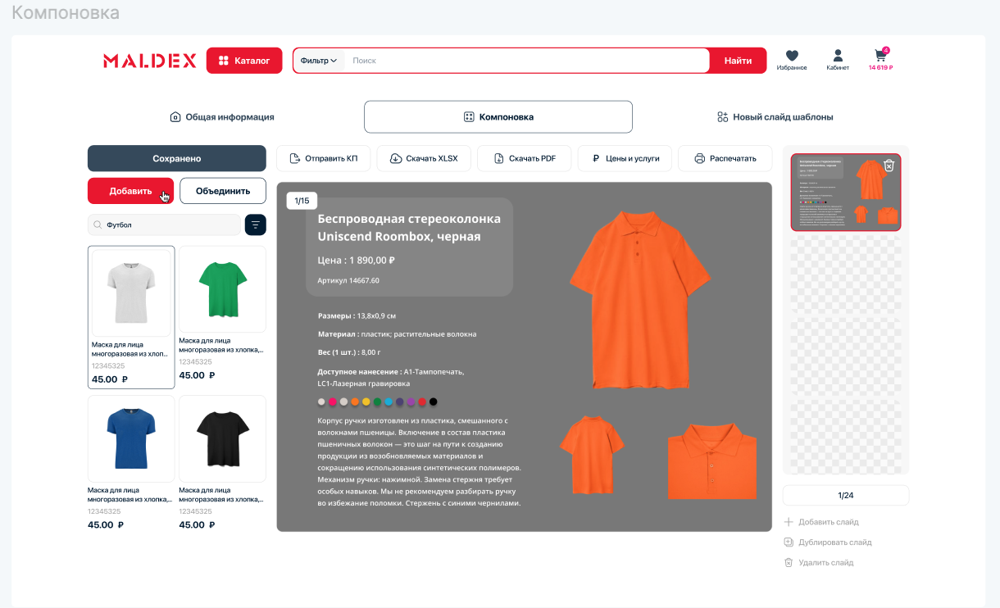 Компоновка
MALDEX
Каталог
Фильтр
Поиск
Найти
Избранное
Кабинет
4
14 619 ₽
Общая информация
Компоновка
Новый слайд шаблоны
Сохранено
Отправить КП
Скачать XLSX
Скачать PDF
₽ Цены и услуги
Распечатать
Добавить
Объединить
Футбол
Маска для лица
многоразовая из хлоп...
12345325
45.00 ₽
Маска для лица
многоразовая из хлопка,...
12345325
45.00 ₽
Маска для лица
многоразовая из хлопка,...
12345325
45.00 ₽
Маска для лица
многоразовая из хлопка,...
12345325
45.00 ₽
1/15
Беспроводная стереоколонка
Uniscend Roombox, черная
Цена : 1 890,00 ₽
Артикул 14667.60
Размеры : 13,8x0,9 см
Материал : пластик; растительные волокна
Вес (1 шт.) : 8,00 г
Доступное нанесение : A1-Тампопечать,
LC1-Лазерная гравировка
Корпус ручки изготовлен из пластика, смешанного с
волокнами пшеницы. Включение в состав пластика
пшеничных волокон — это шаг на пути к созданию
продукции из возобновляемых материалов и
сокращению использования синтетических полимеров.
Механизм ручки: нажимной. Замена стержня требует
особых навыков. Мы не рекомендуем разбирать ручку
во избежание поломки. Стержень с синими чернилами.
Беспроводная стереоколонка
Uniscend Roombox, черная
1/24
Добавить слайд
Дублировать слайд
Удалить слайд